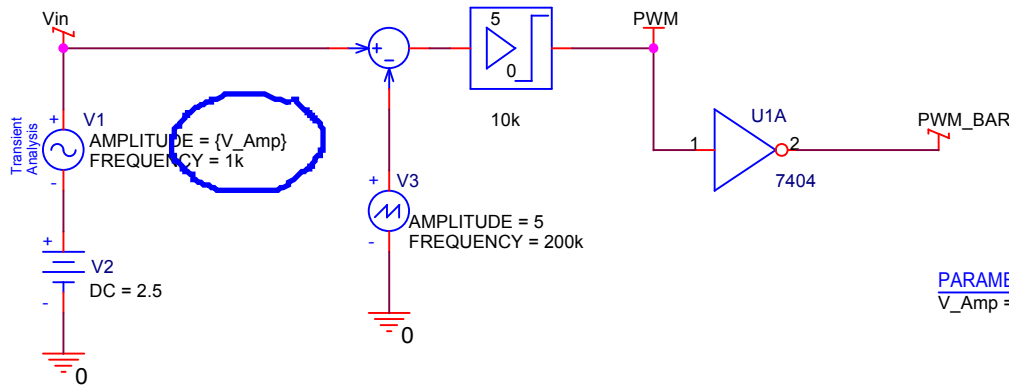 Vin
PWM
5
0
10k
V1
AMPLITUDE = {V_Amp}
FREQUENCY = 1k
Transient
Analysis
+
-
+
-
V3
+
AMPLITUDE = 5
FREQUENCY = 200k
-
U1A
1
2
7404
PWM_BAR
+
V2
DC = 2.5
-
PARAME
V_Amp =
0
0